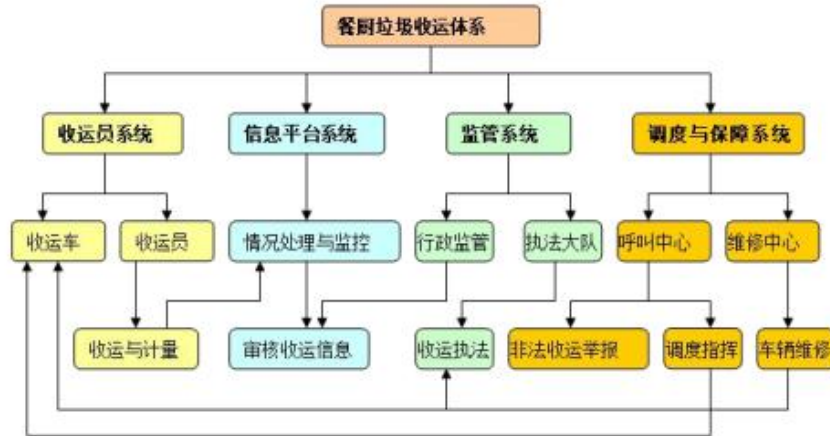 餐厨垃圾收运体系
收运员系统
信息平台系统
监管系统
调度与保障系统
收运车
收运员
情况处理与监控
行政监管
执法大队
呼叫中心
维修中心
收运与计量
审核收运信息
收运执法
非法收运举报
调度指挥
车辆维修